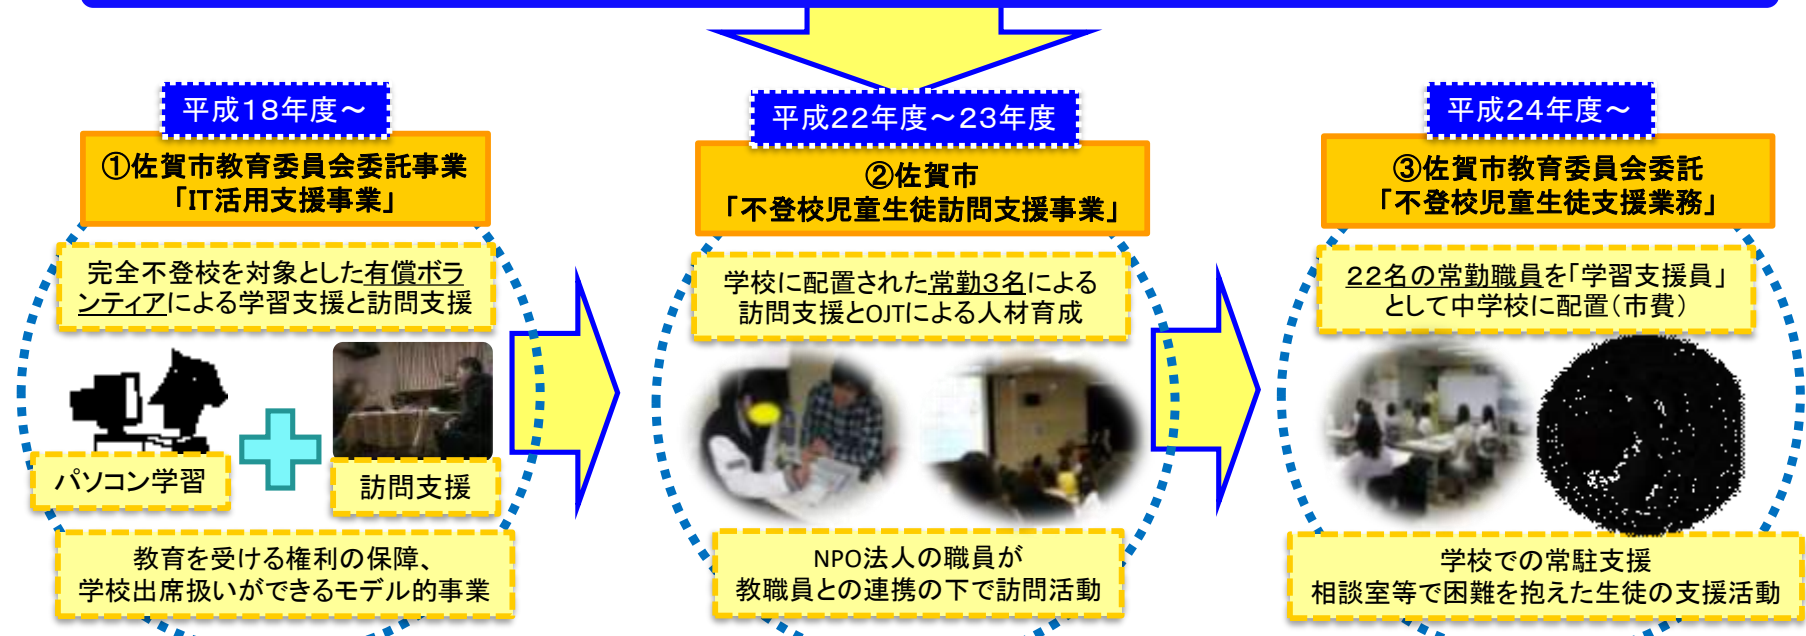 平成18年度～
①佐賀市教育委員会委託事業
「IT活用支援事業」
完全不登校を対象とした有償ボラ
ンティアによる学習支援と訪問支援
パソコン学習
訪問支援
教育を受ける権利の保障、
学校出席扱いができるモデル的事業
平成22年度～23年度
②佐賀市
「不登校児童生徒訪問支援事業」
学校に配置された常勤3名による
訪問支援とOJTによる人材育成
NPO法人の職員が
教職員との連携の下で訪問活動
平成24年度～
③佐賀市教育委員会委託
「不登校児童生徒支援業務」
22名の常勤職員を「学習支援員」
として中学校に配置（市費）
学校での常駐支援
相談室等で困難を抱えた生徒の支援活動